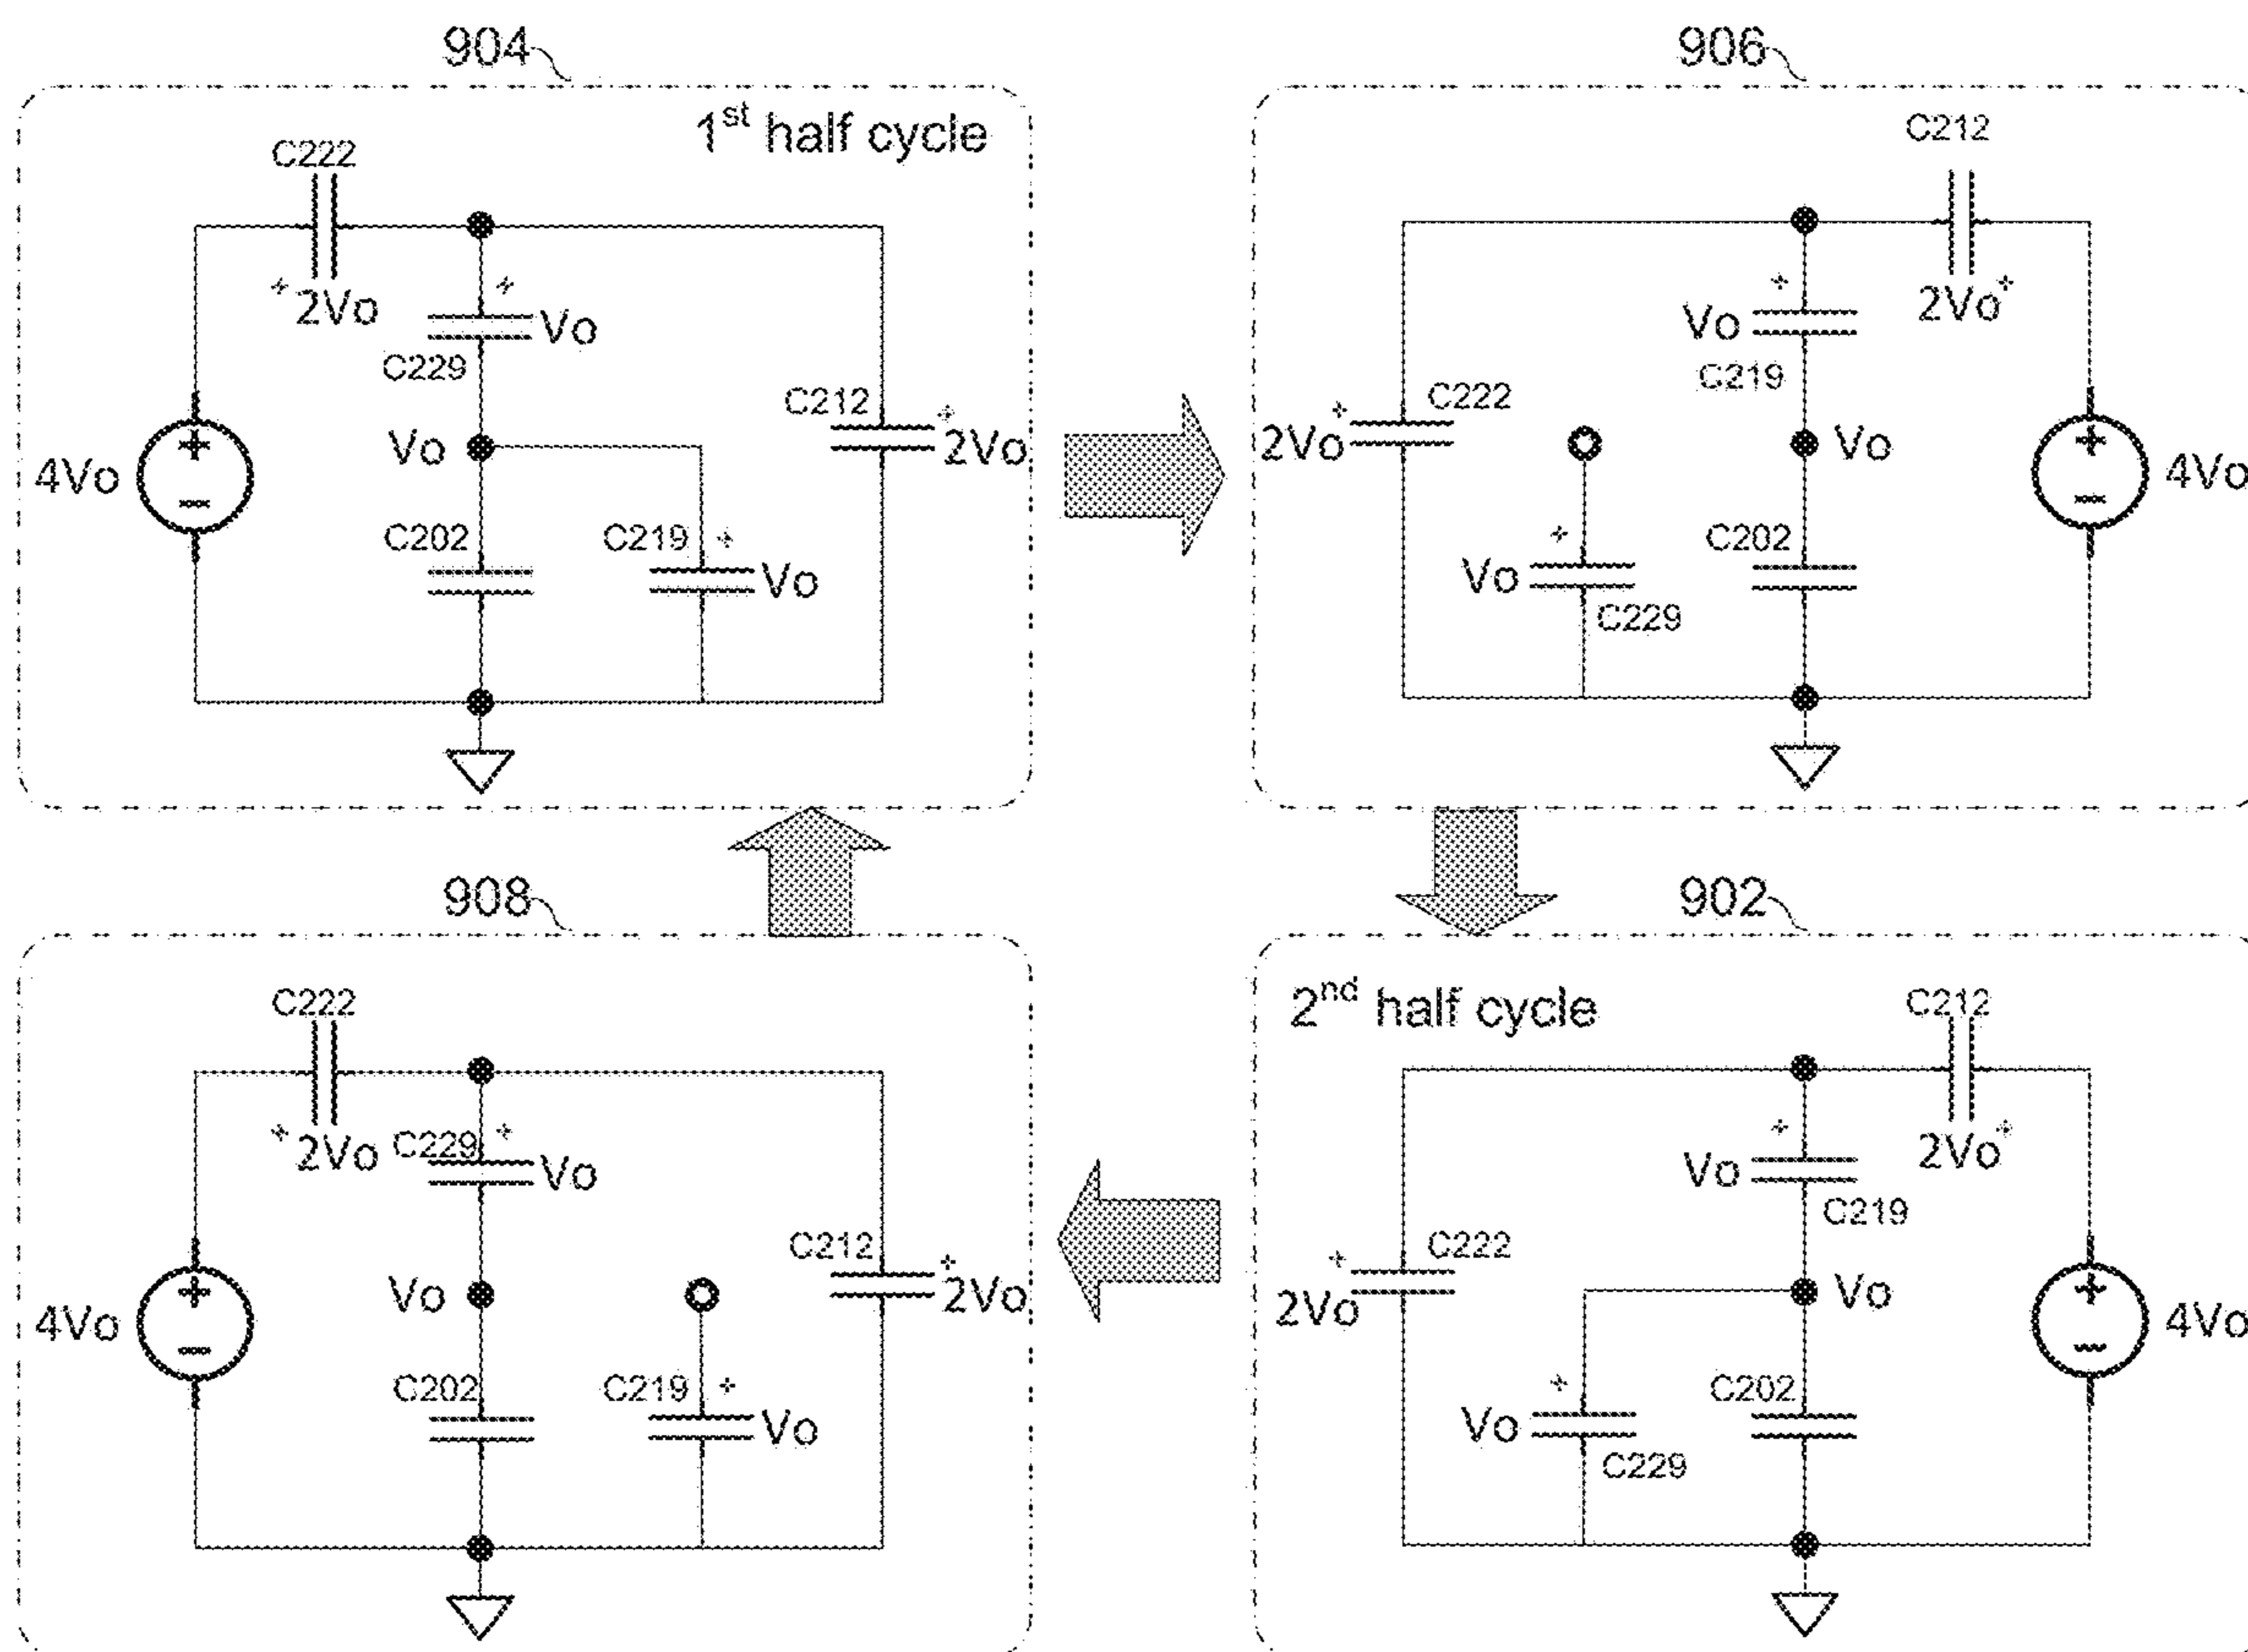 904
1st half cycle
C222
+
2Vo
+
Vo
C229
C212
+
2Vo
Vo
4Vo
+
−
C202
C219
+
Vo
906
C212
2Vo
+
+
Vo
C219
C222
+
2Vo
Vo
+
−
4Vo
+
Vo
C229
C202
908
C222
+
2Vo
C229
+
Vo
C212
+
2Vo
Vo
4Vo
+
−
C202
C219
+
Vo
902
2nd half cycle
C212
2Vo
+
+
Vo
C219
C222
+
2Vo
Vo
+
−
4Vo
+
Vo
C229
C202